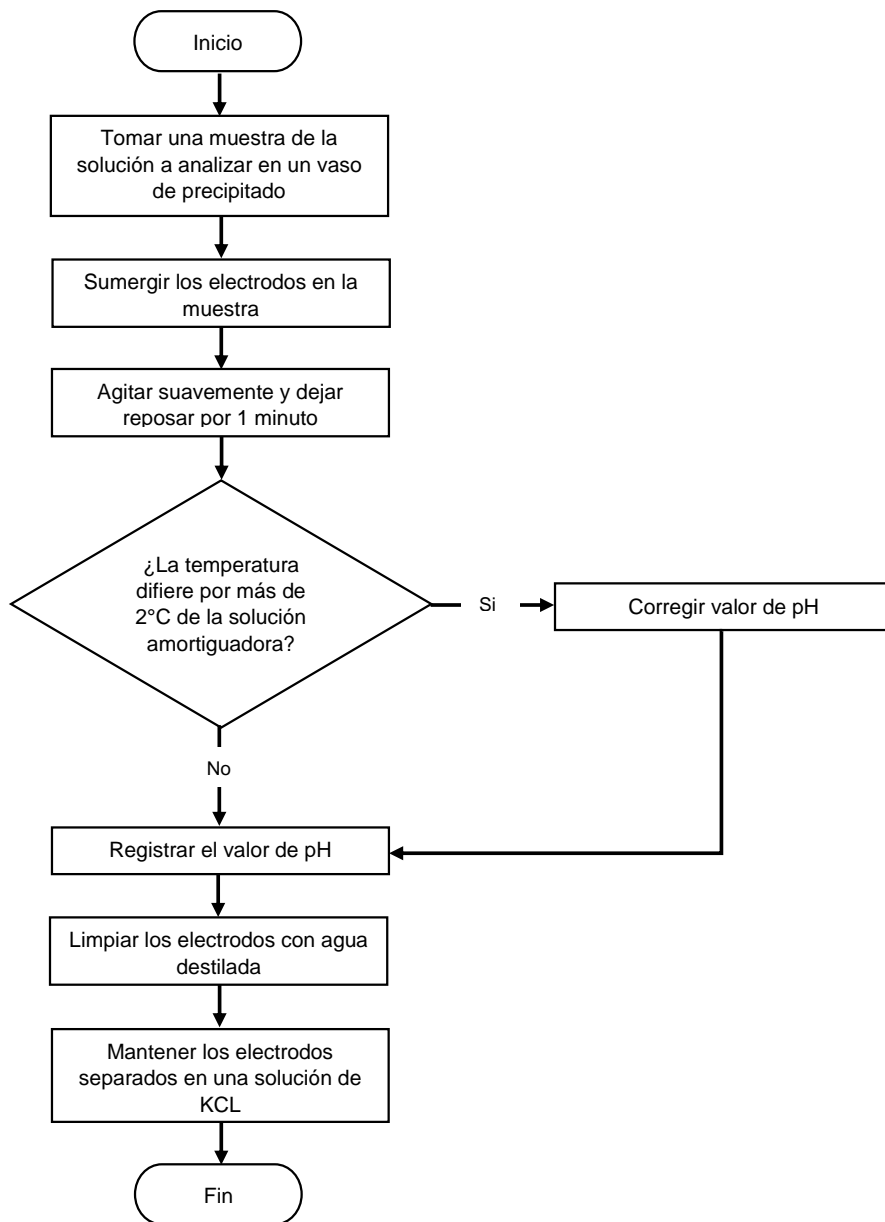 Inicio
Tomar una muestra de la
solución a analizar en un vaso
de precipitado
Sumergir los electrodos en la
muestra
Agitar suavemente y dejar
reposar por 1 minuto
¿La temperatura
difiere por más de
2°C de la solución
amortiguadora?
Si
Corregir valor de pH
No
Registrar el valor de pH
Limpiar los electrodos con agua
destilada
Mantener los electrodos
separados en una solución de
KCL
Fin